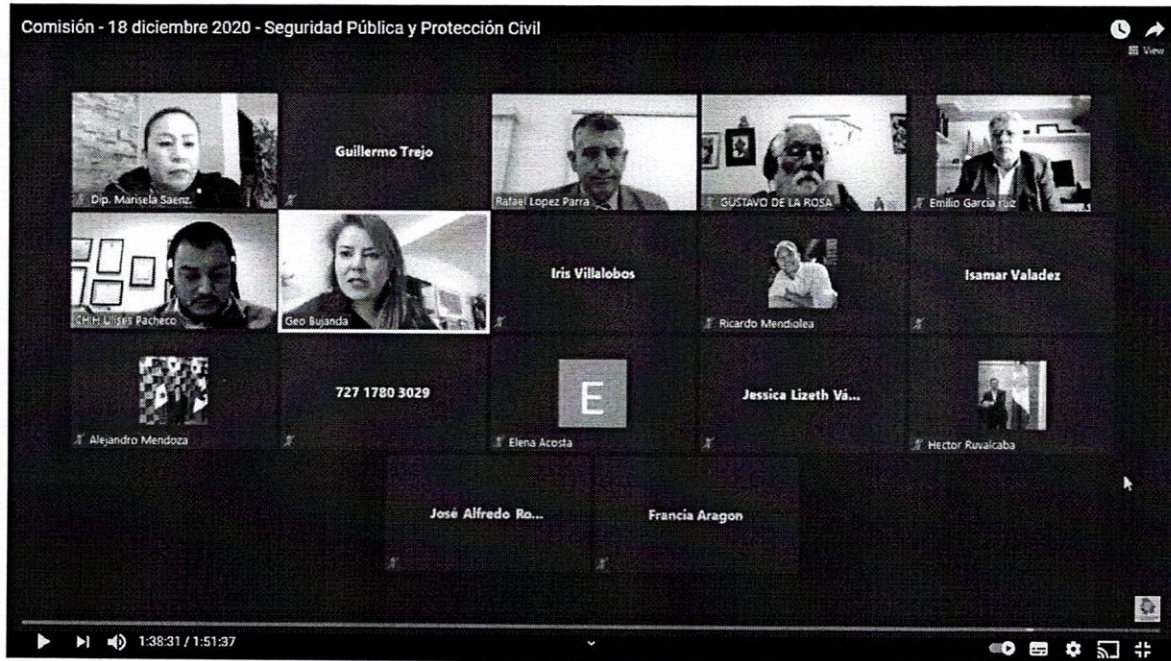 Comisión - 18 diciembre 2020 - Seguridad Pública y Protección Civil
View
Dip. Marisela Saenz.
Guillermo Trejo
Rafael Lopez Parra
GUSTAVO DE LA ROSA
Emilio Garcia ruiz
CHIH Ulises Pacheco
Geo Bujanda
Iris Villalobos
Ricardo Mendiolea
Isamar Valadez
Alejandro Mendoza
727 1780 3029
E
Elena Acosta
Jessica Lizeth Vá...
Hector Ruvalcaba
José Alfredo Ro...
Francia Aragon
1:38:31 / 1:51:37